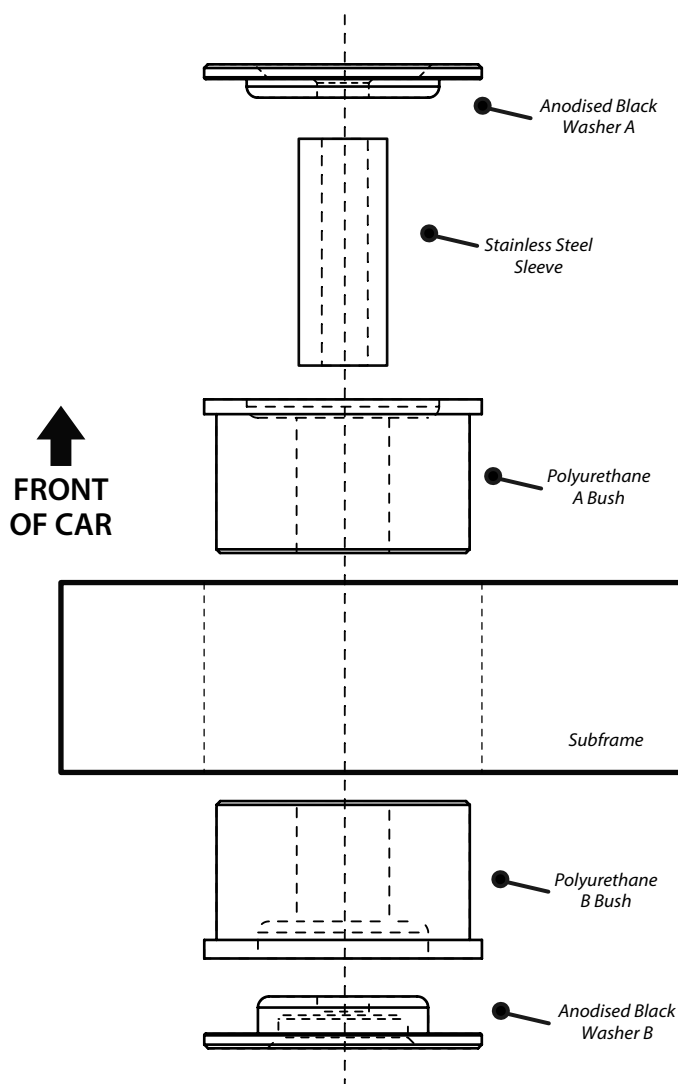 Anodised Black
Washer A
Stainless Steel
Sleeve
FRONT
OF CAR
Polyurethane
A Bush
Subframe
Polyurethane
B Bush
Anodised Black
Washer B